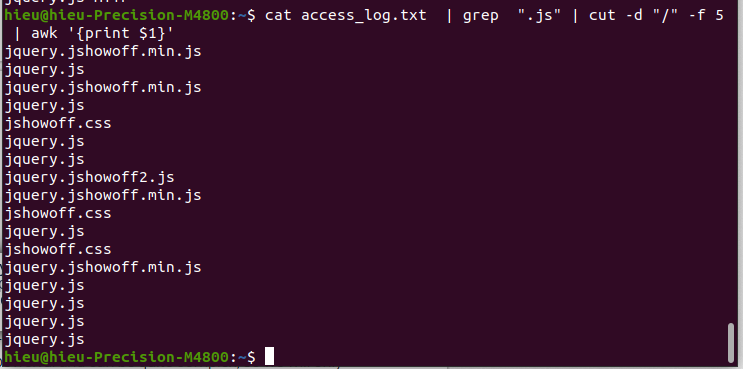 hieu@hieu-Precision-M4800:~$ cat access_log.txt  | grep  ".js" | cut -d "/" -f 5
 | awk '{print $1}'
jquery.jshowoff.min.js
jquery.js
jquery.jshowoff.min.js
jquery.js
jshowoff.css
jquery.js
jquery.js
jquery.jshowoff2.js
jquery.jshowoff.min.js
jshowoff.css
jquery.js
jshowoff.css
jquery.jshowoff.min.js
jquery.js
jquery.js
jquery.js
jquery.js
hieu@hieu-Precision-M4800:~$